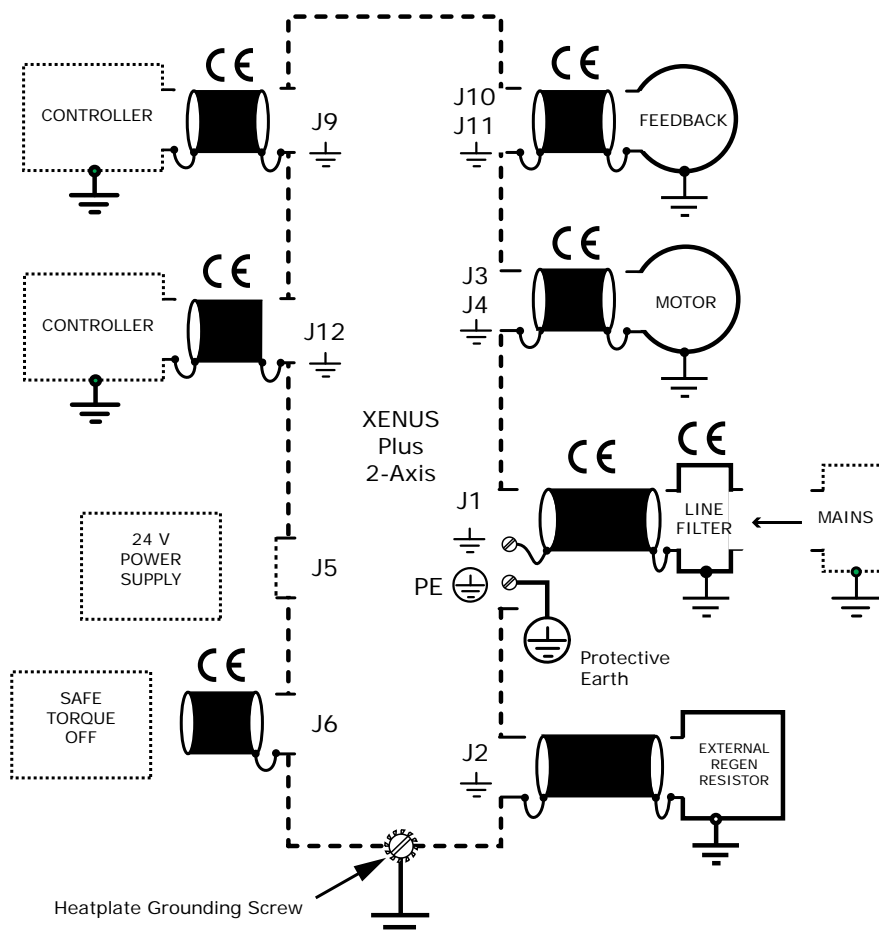 CE
CE
CONTROLLER
J9
J10
J11
FEEDBACK
CE
CE
CONTROLLER
J12
J3
J4
MOTOR
XENUS
Plus
2-Axis
CE
CE
J1
LINE
FILTER
MAINS
24 V
POWER
SUPPLY
J5
PE
Protective
Earth
CE
SAFE
TORQUE
OFF
J6
J2
EXTERNAL
REGEN
RESISTOR
Heatplate Grounding Screw